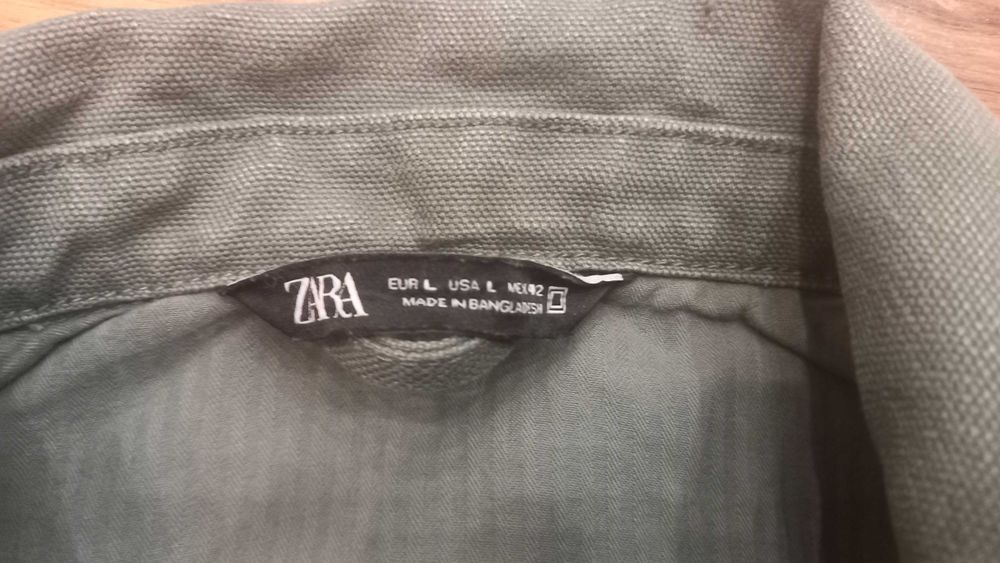 ZARA
EUR L USA L MEX 42
MADE IN BANGLADESH